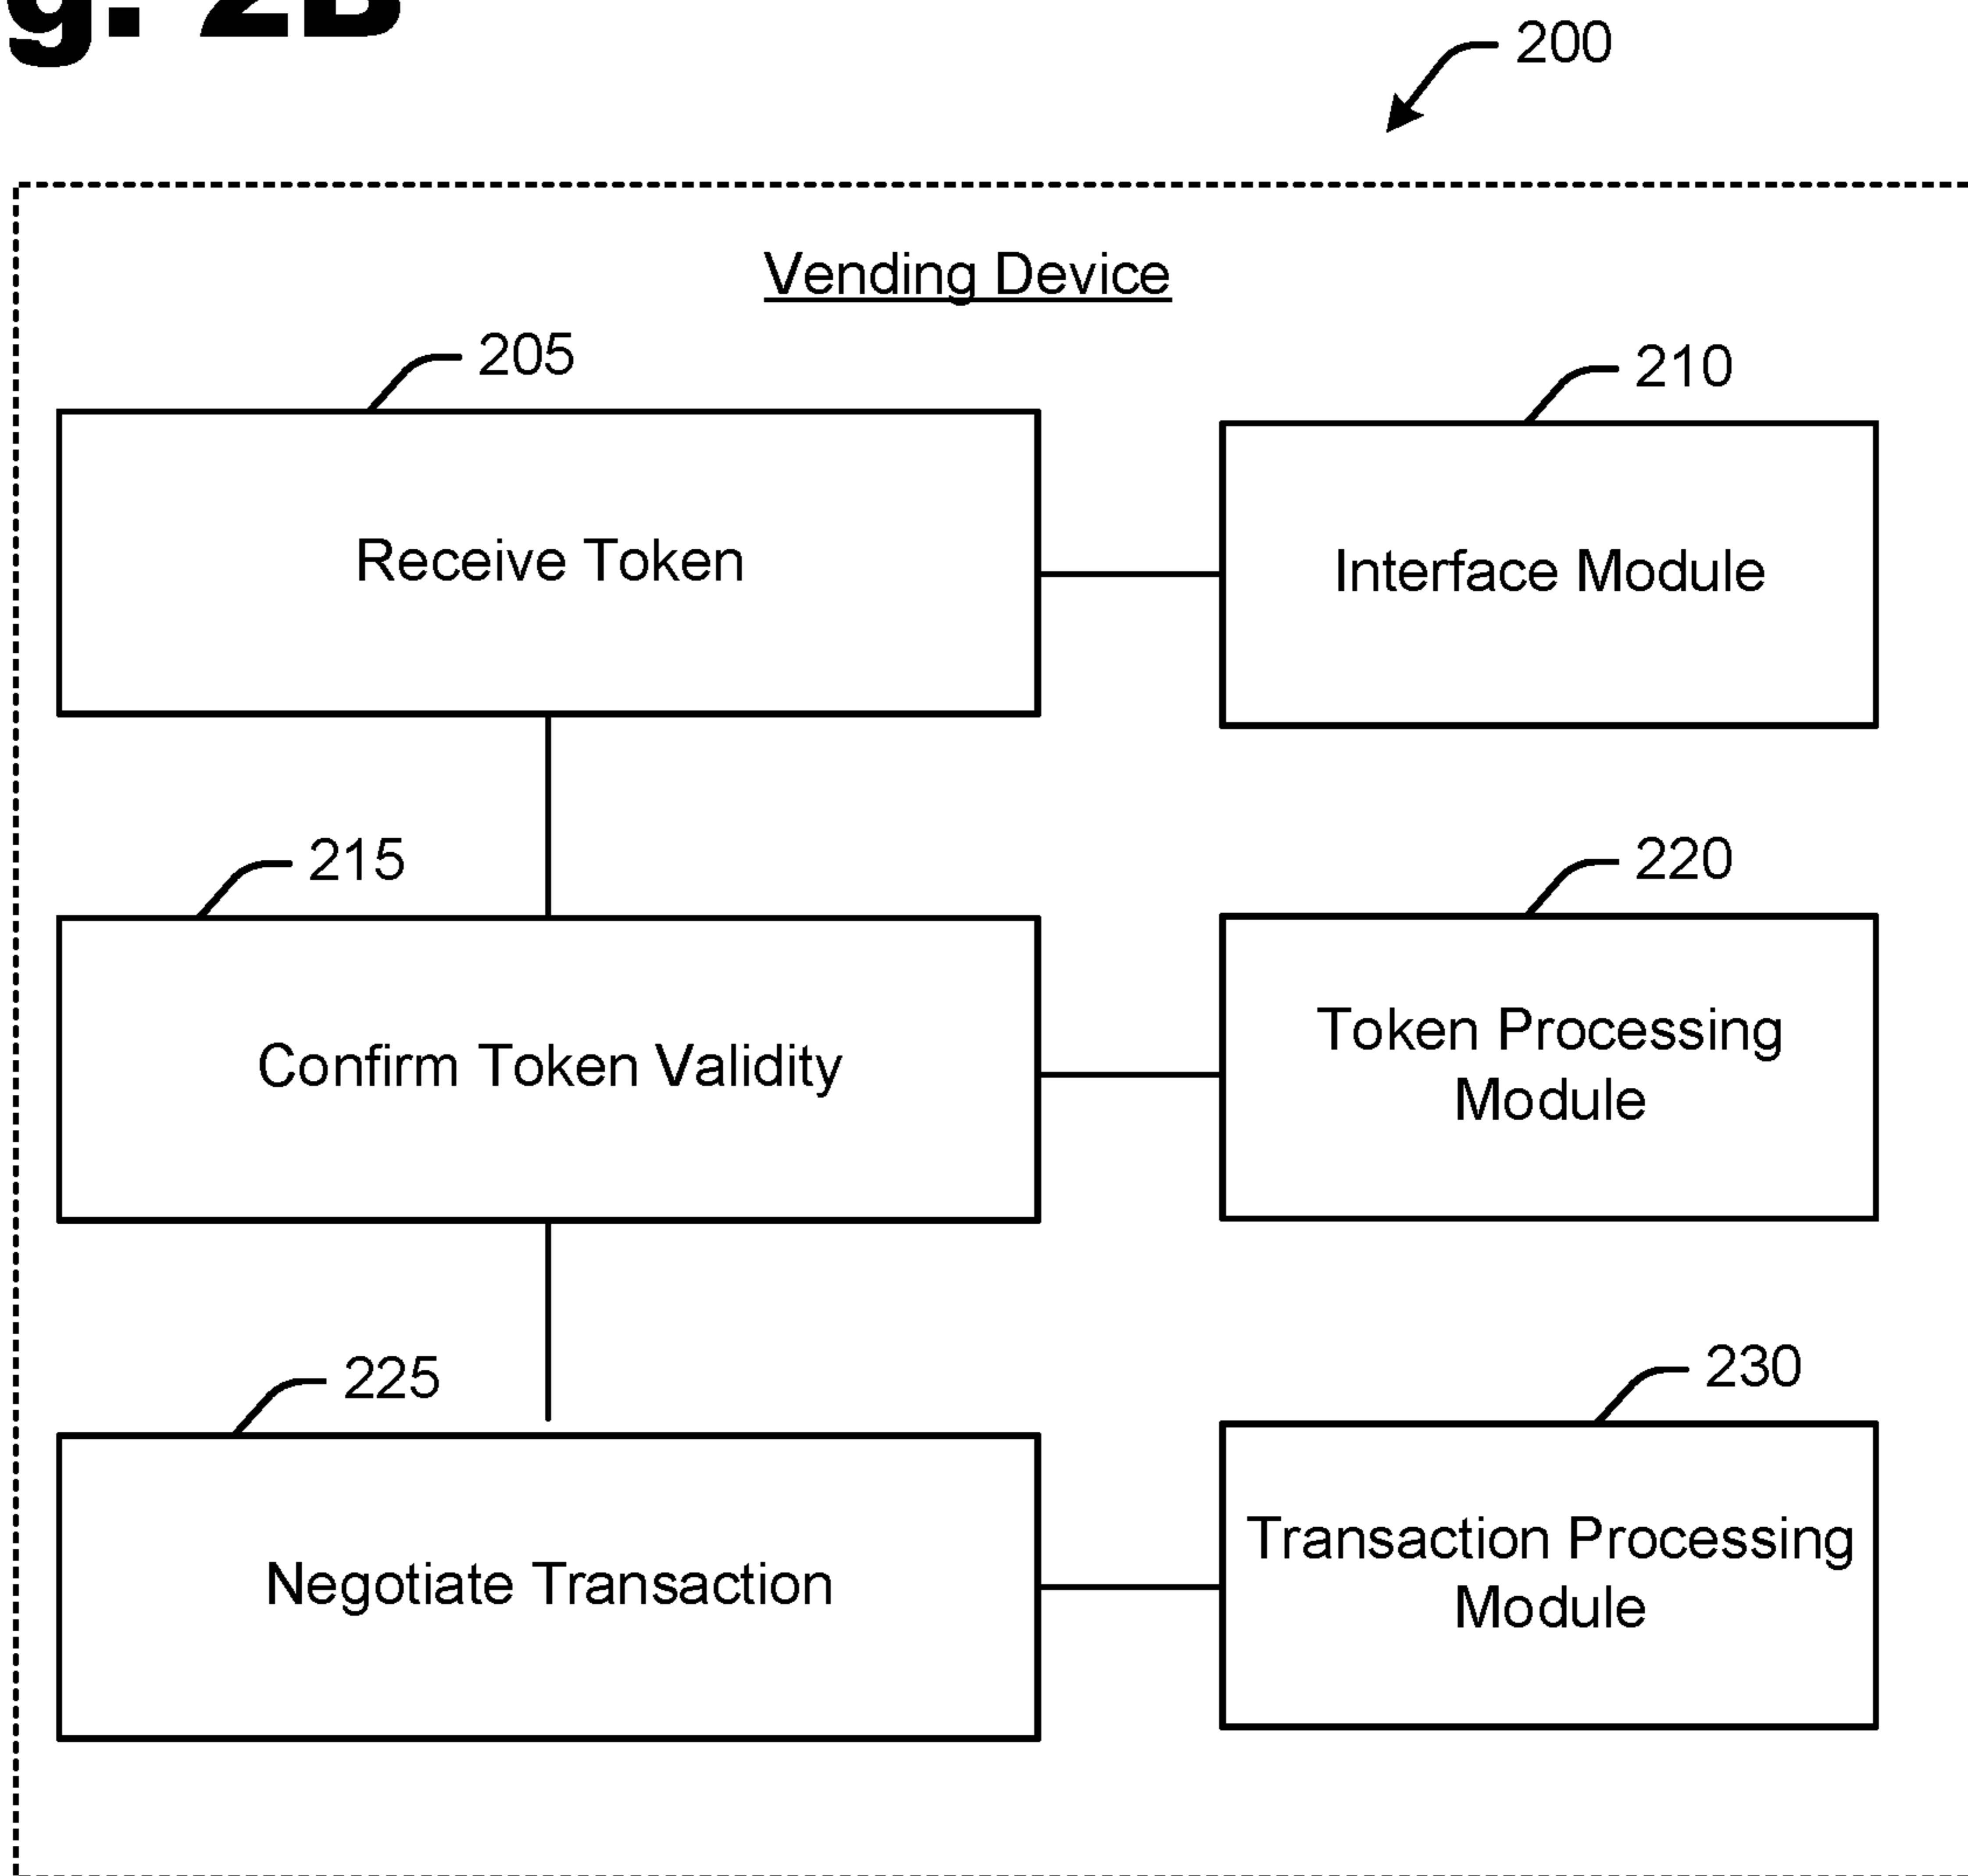 g. 2B
200
Vending Device
205
210
Receive Token
Interface Module
215
220
Confirm Token Validity
Token Processing
Module
225
230
Negotiate Transaction
Transaction Processing
Module